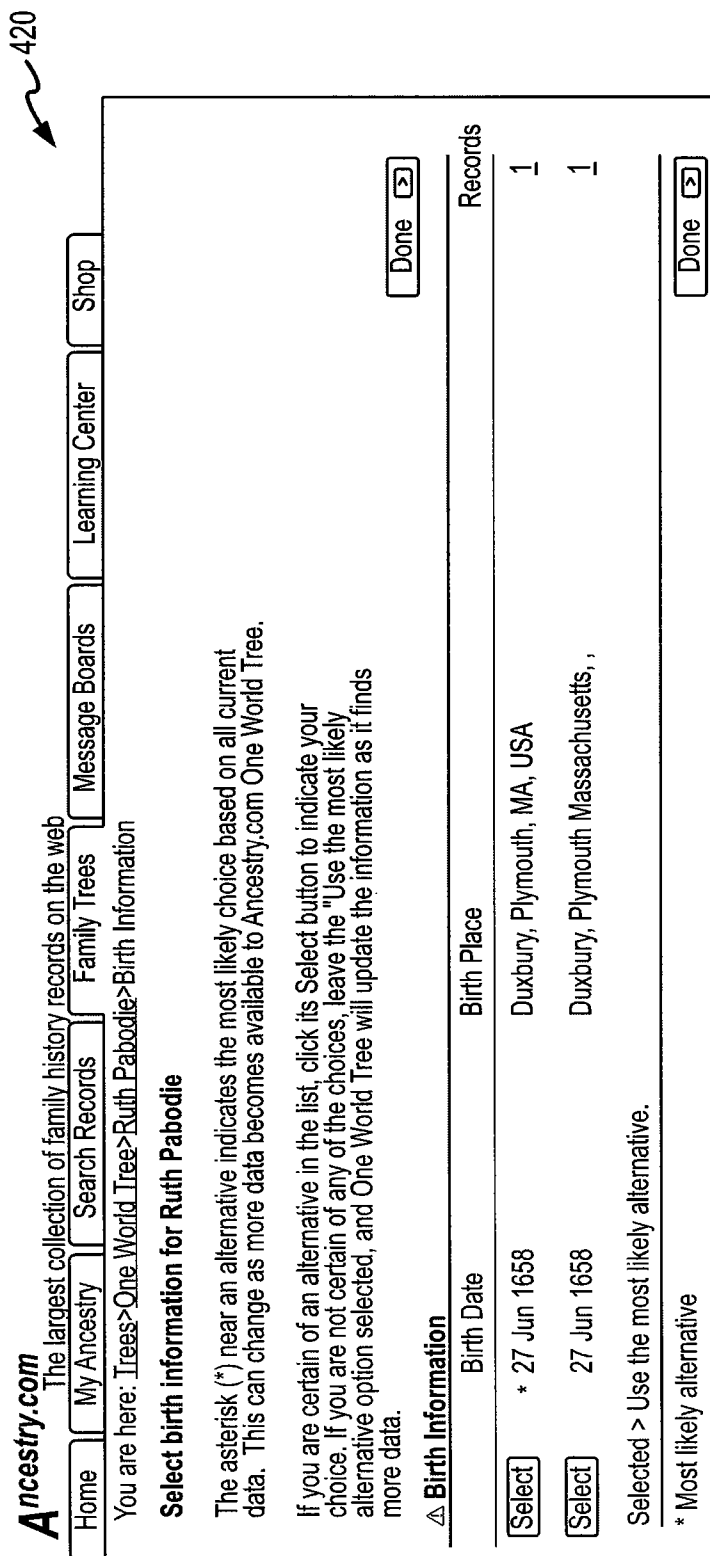 420
Ancestry.com
The largest collection of family history records on the web
Home My Ancestry Search Records Family Trees Message Boards Learning Center Shop
You are here: Trees>One World Tree>Ruth Pabodie>Birth Information
Select birth information for Ruth Pabodie
The asterisk (*) near an alternative indicates the most likely choice based on all current
data. This can change as more data becomes available to Ancestry.com One World Tree.
If you are certain of an alternative in the list, click its Select button to indicate your
choice. If you are not certain of any of the choices, leave the "Use the most likely
alternative option selected, and One World Tree will update the information as it finds
more data.
Done >
⚠ Birth Information
Birth Date Birth Place Records
Select * 27 Jun 1658 Duxbury, Plymouth, MA, USA 1
Select 27 Jun 1658 Duxbury, Plymouth Massachusetts, , 1
Selected > Use the most likely alternative.
* Most likely alternative
Done >